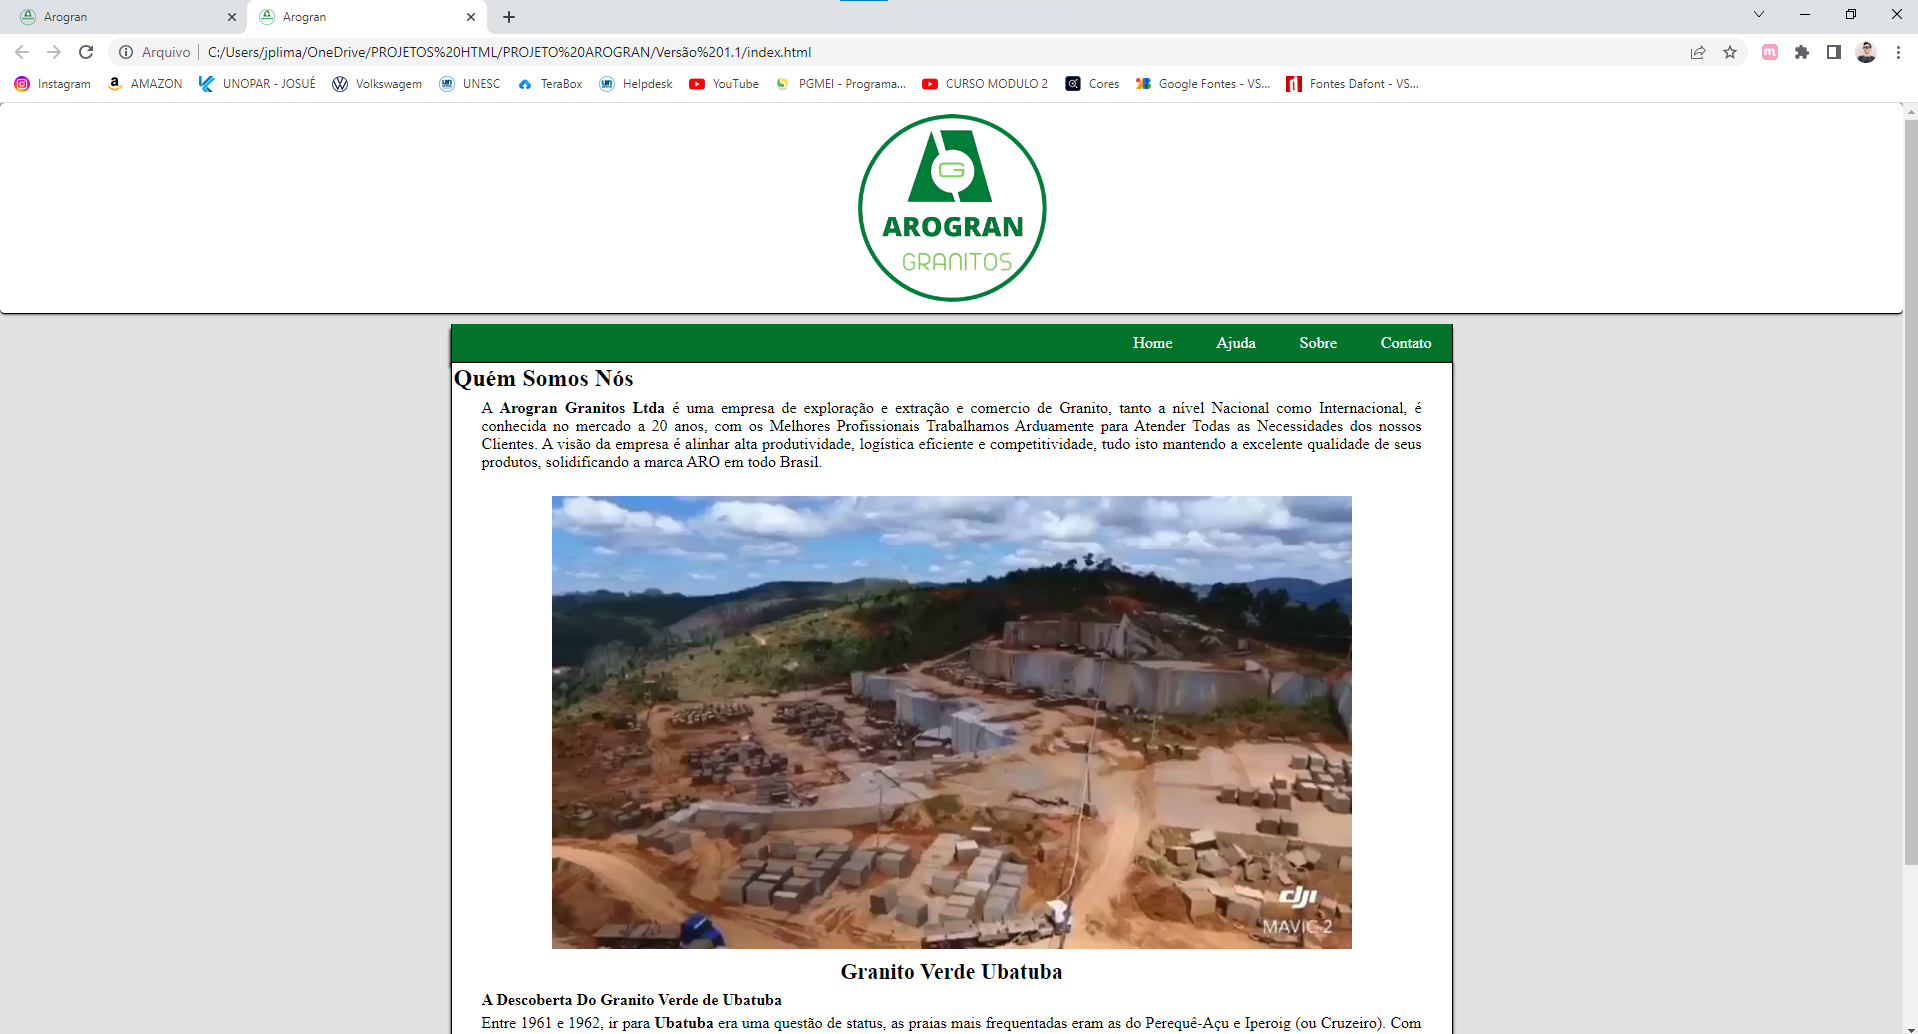 Arogran
Arogran
Arquivo
C:/Users/jplima/OneDrive/PROJETOS%20HTML/PROJETO%20AROGRAN/Versão%201.1/index.html
m
Instagram
a
AMAZON
UNOPAR - JOSUÉ
Volkswagem
UNESC
TeraBox
Helpdesk
YouTube
PGMEI - Programa...
CURSO MODULO 2
Cores
Google Fontes - VS...
Fontes Dafont - VS...
G
AROGRAN
GRANITOS
Home
Ajuda
Sobre
Contato
Quém Somos Nós
A Arogran Granitos Ltda é uma empresa de exploração e extração e comercio de Granito, tanto a nível Nacional como Internacional, é
conhecida no mercado a 20 anos, com os Melhores Profissionais Trabalhamos Arduamente para Atender Todas as Necessidades dos nossos
Clientes. A visão da empresa é alinhar alta produtividade, logística eficiente e competitividade, tudo isto mantendo a excelente qualidade de seus
produtos, solidificando a marca ARO em todo Brasil.
dji
MAVIC 2
Granito Verde Ubatuba
A Descoberta Do Granito Verde de Ubatuba
Entre 1961 e 1962, ir para Ubatuba era uma questão de status, as praias mais frequentadas eram as do Perequê-Açu e Iperoig (ou Cruzeiro). Com